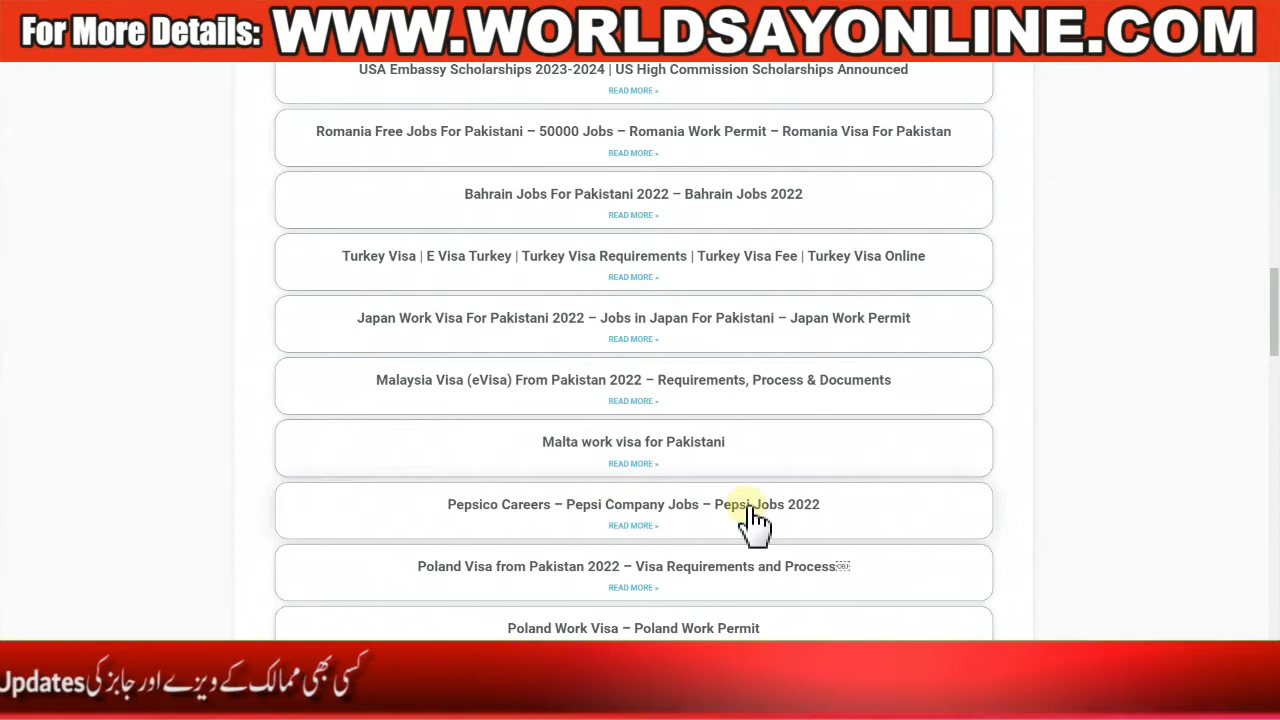 For More Details: WWW.WORLDSAYONLINE.COM
USA Embassy Scholarships 2023-2024 | US High Commission Scholarships Announced
READ MORE »
Romania Free Jobs For Pakistani – 50000 Jobs – Romania Work Permit – Romania Visa For Pakistan
READ MORE »
Bahrain Jobs For Pakistani 2022 – Bahrain Jobs 2022
READ MORE »
Turkey Visa | E Visa Turkey | Turkey Visa Requirements | Turkey Visa Fee | Turkey Visa Online
READ MORE »
Japan Work Visa For Pakistani 2022 – Jobs in Japan For Pakistani – Japan Work Permit
READ MORE »
Malaysia Visa (eVisa) From Pakistan 2022 – Requirements, Process & Documents
READ MORE »
Malta work visa for Pakistani
READ MORE »
Pepsico Careers – Pepsi Company Jobs – Pepsi Jobs 2022
READ MORE »
Poland Visa from Pakistan 2022 – Visa Requirements and Process￼
READ MORE »
Poland Work Visa – Poland Work Permit
کسی بھی ممالک کے ویزے اور جابز کی Updates